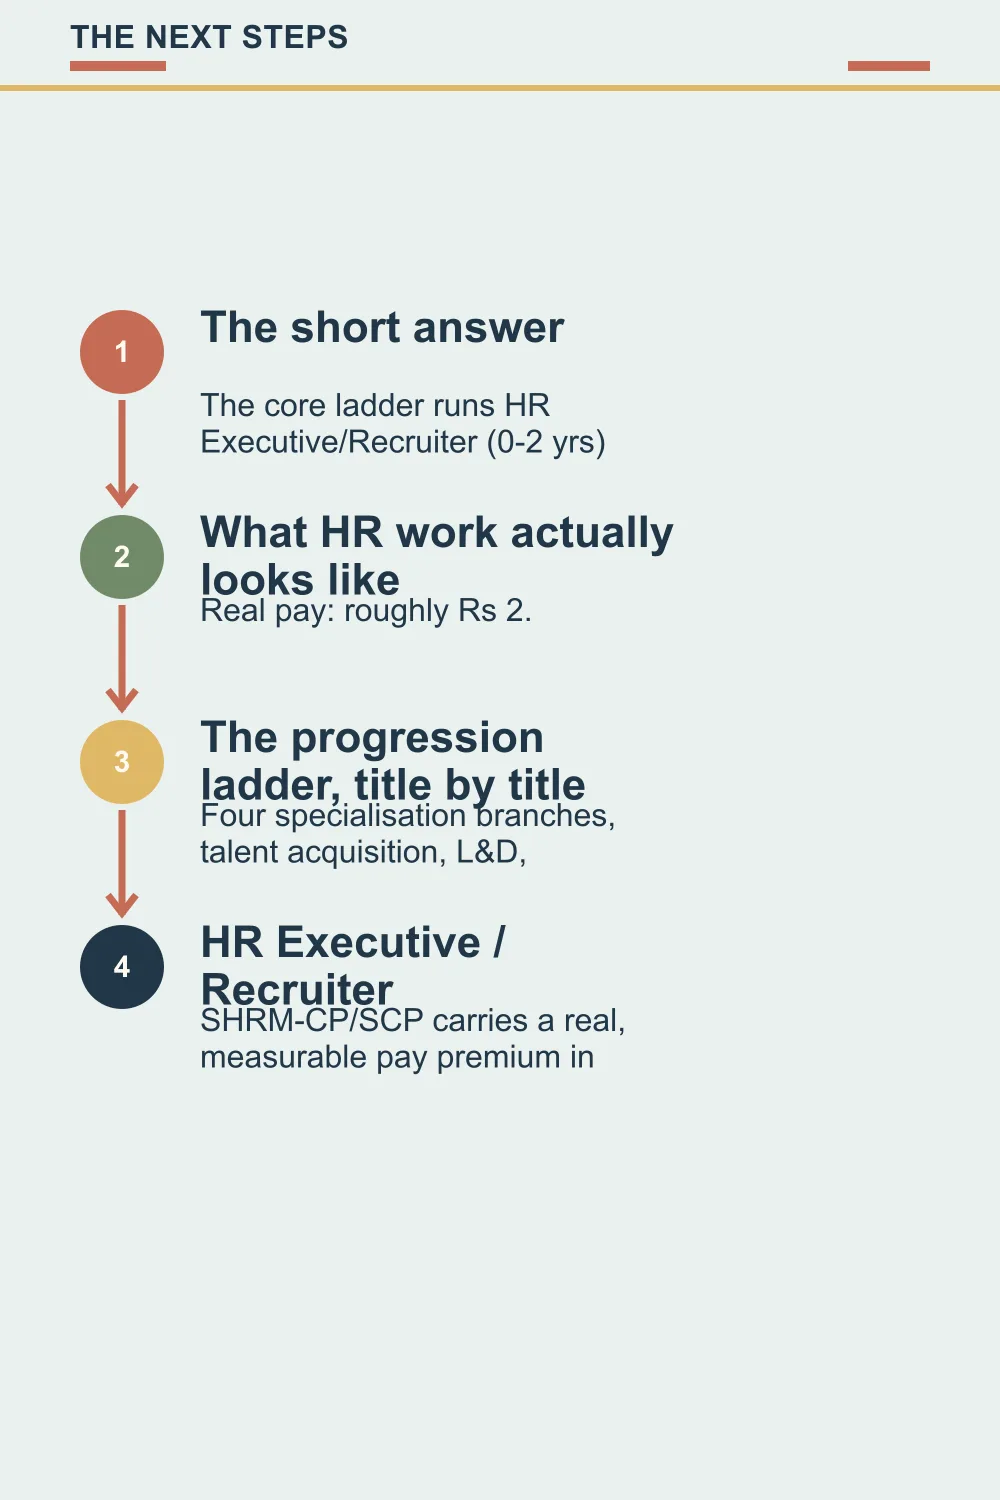 THE NEXT STEPS
1
The short answer
The core ladder runs HR
Executive/Recruiter (0-2 yrs)
2
What HR work actually
looks like
Real pay: roughly Rs 2.
3
The progression
ladder, title by title
Four specialisation branches,
talent acquisition, L&D,
4
HR Executive /
Recruiter
SHRM-CP/SCP carries a real,
measurable pay premium in